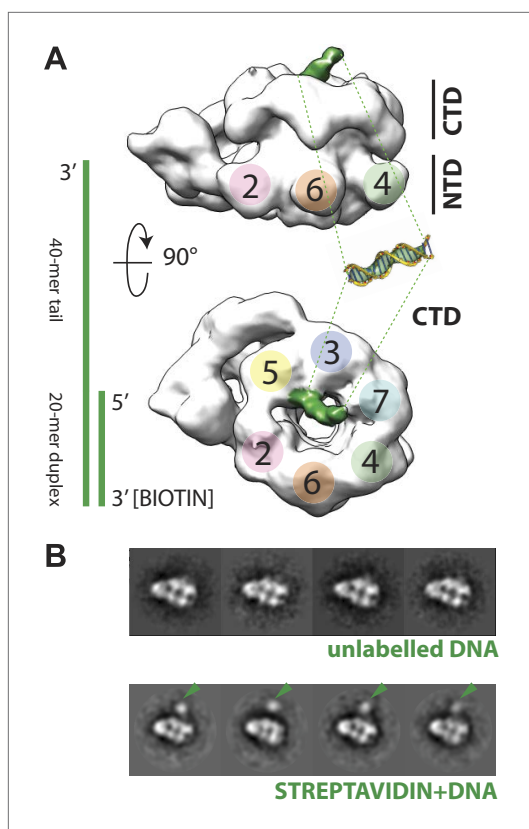 A
CTD
NTD
2
6
4
3′
40-mer tail
90°
CTD
3
5
7
20-mer duplex
5′
2
4
6
3′ [BIOTIN]
B
unlabelled DNA
STREPTAVIDIN+DNA